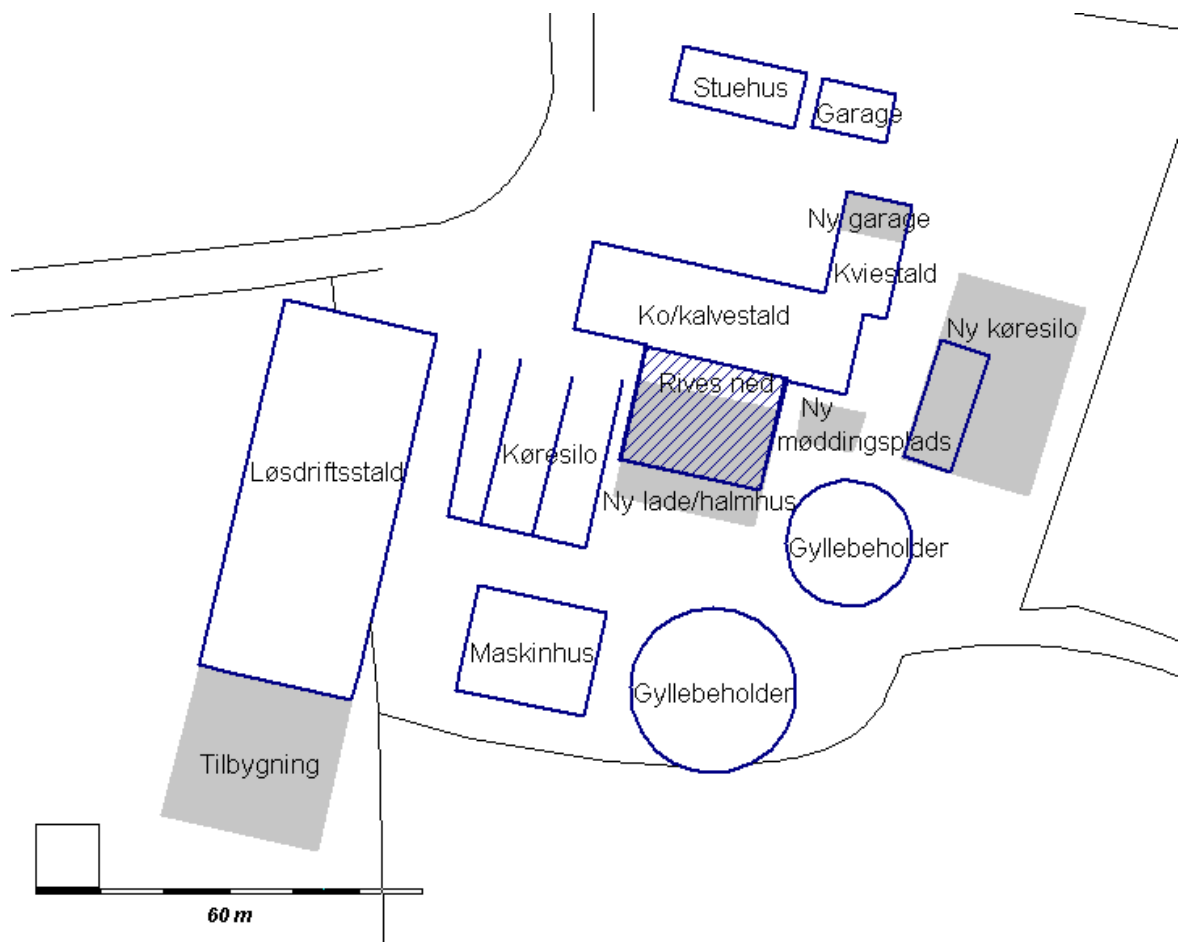 Stuehus
Garage
Ny garage
Kviestald
Ko/kalvestald
Ny køresilo
Rives ned
Ny
møddingsplads
Køresilo
Løsdriftsstald
Ny lade/halmhus
Gyllebeholder
Maskinhus
Gyllebeholder
Tilbygning
60 m